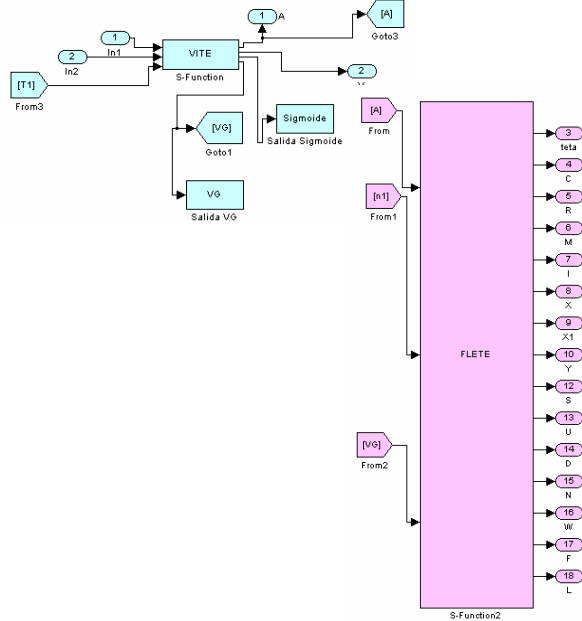 1
A
[A]
Goto3
1
In1
2
In2
VITE
S-Function
2
[T1]
From3
[VG]
Goto1
Sigmoide
Salida Sigmoide
VG
Salida VG
[A]
From
[n1]
From1
[VG]
From2
FLETE
S-Function2
3
teta
4
C
5
R
6
M
7
I
8
X
9
X1
10
Y
12
S
13
U
14
D
15
N
16
W
17
F
18
L